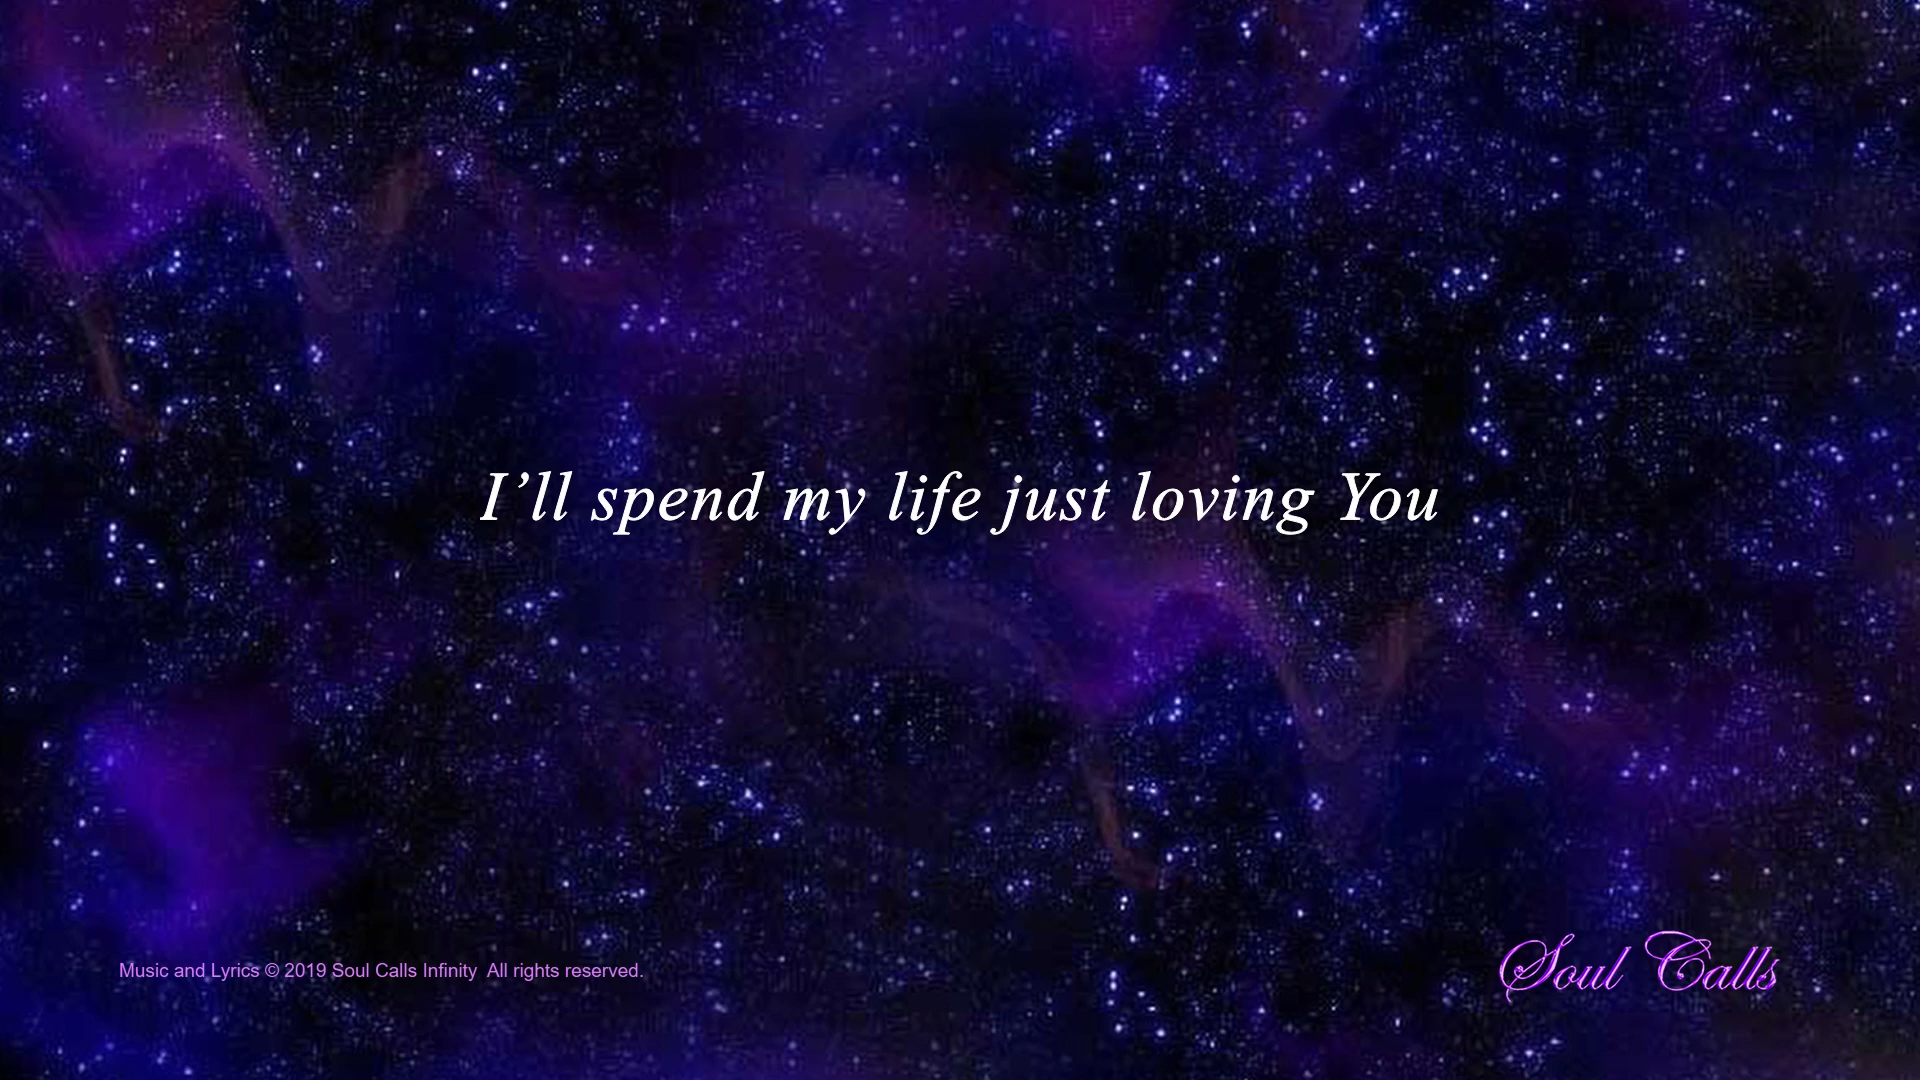 I’ll spend my life just loving You
Music and Lyrics © 2019 Soul Calls Infinity  All rights reserved.
Soul Calls